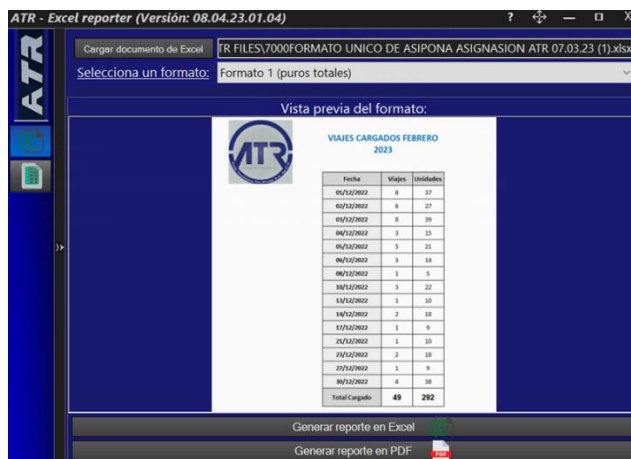 ATR - Excel reporter (Versión: 08.04.23.01.04)
ATR
Cargar documento de Excel TR FILES\7000FORMATO UNICO DE ASIPONA ASIGNASION ATR 07.03.23 (1).xlsx
Selecciona un formato: Formato 1 (puros totales)
Vista previa del formato:
ATR
VIAJES CARGADOS FEBRERO
2023
Fecha Viajes Unidades
01/12/2022 8 37
02/12/2022 6 27
03/12/2022 8 39
04/12/2022 3 15
05/12/2022 5 21
06/12/2022 3 14
08/12/2022 1 5
10/12/2022 3 22
13/12/2022 1 10
14/12/2022 2 18
17/12/2022 1 9
21/12/2022 1 10
23/12/2022 2 18
27/12/2022 1 9
30/12/2022 4 38
Total Cargado 49 292
Generar reporte en Excel
Generar reporte en PDF PDF